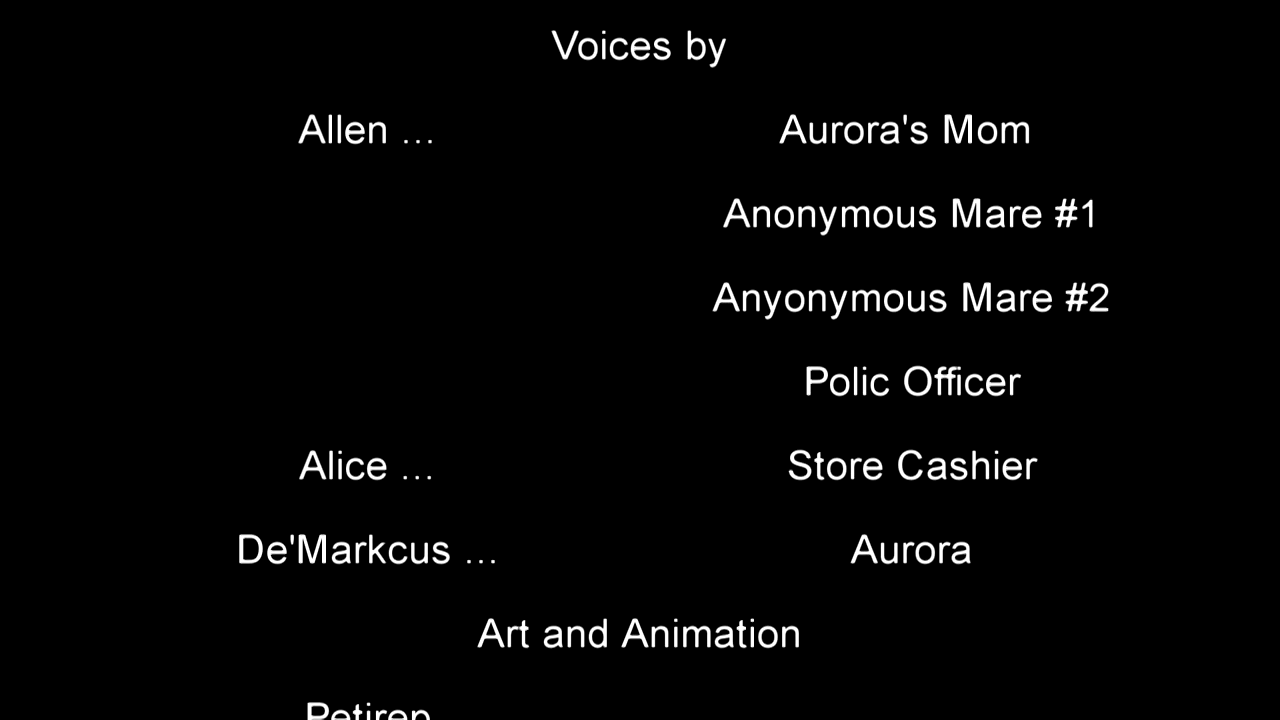 Voices by
Allen … Aurora's Mom
Anonymous Mare #1
Anyonymous Mare #2
Polic Officer
Alice … Store Cashier
De'Markcus … Aurora
Art and Animation
Petirep